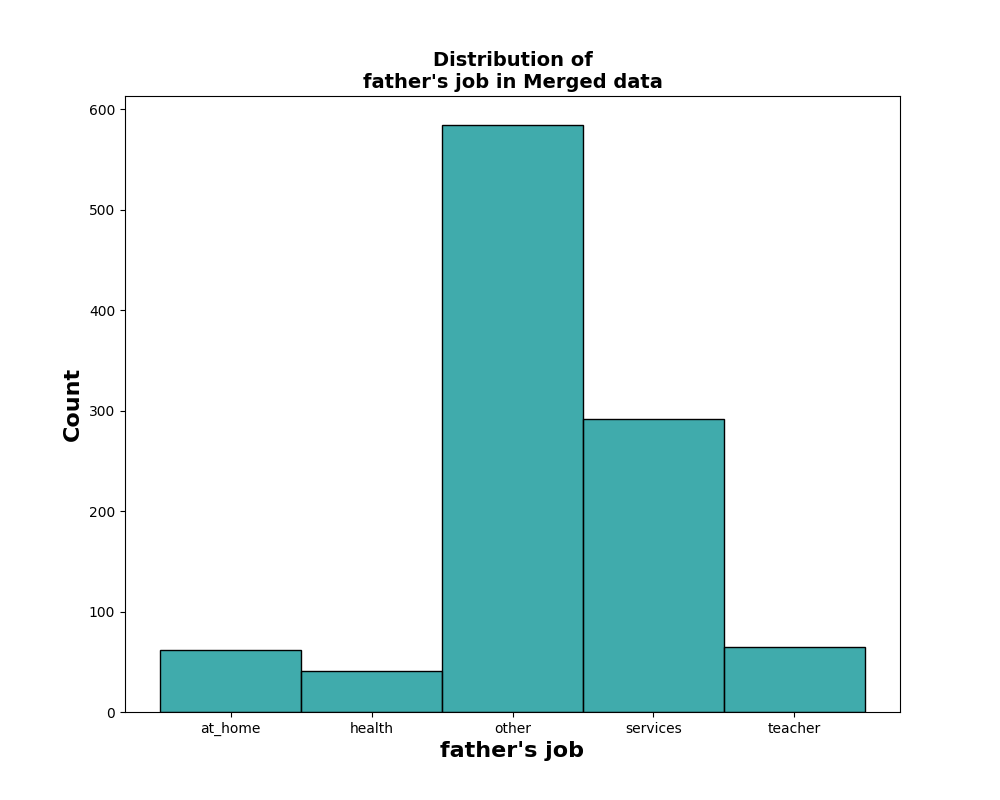 Distribution of
father's job in Merged data
600
500
400
300
200
100
0
Count
at_home health other services teacher
father's job